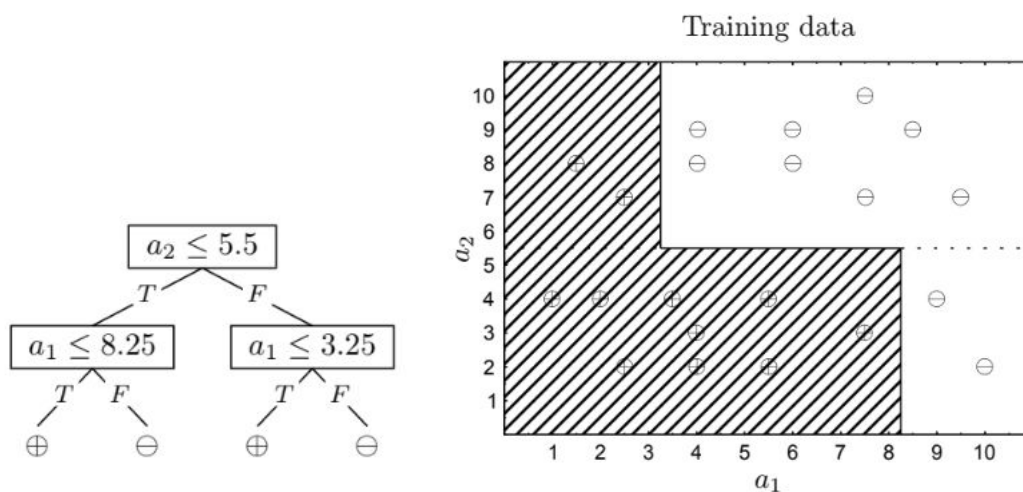 a₂ ≤ 5.5
T F
a₁ ≤ 8.25 a₁ ≤ 3.25
T F T F
⊕ ⊖ ⊕ ⊖
Training data
10
9
8
7
6
5
4
3
2
1
a₂
1 2 3 4 5 6 7 8 9 10
a₁